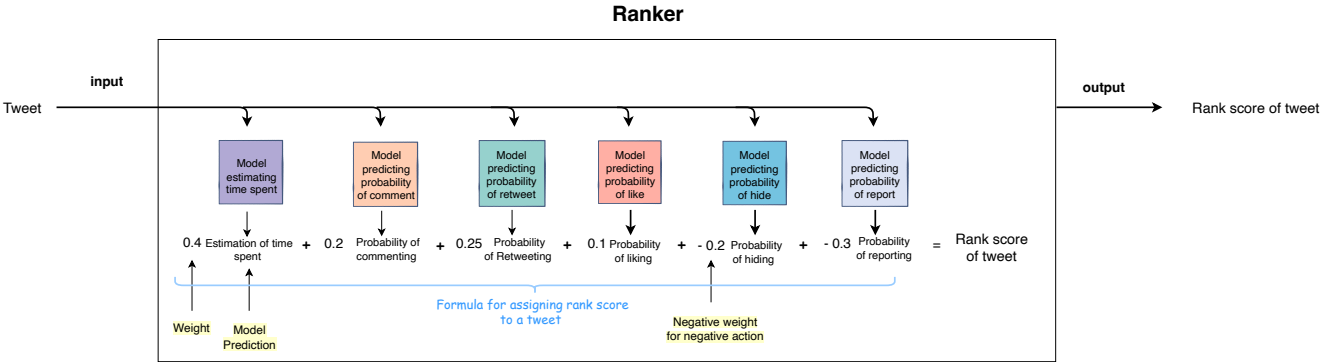 Ranker
input
output
Tweet
Rank score of tweet
Model
estimating
time spent
Model
predicting
probability
of comment
Model
predicting
probability
of retweet
Model
predicting
probability
of like
Model
predicting
probability
of hide
Model
predicting
probability
of report
0.4 Estimation of time
spent
+
0.2 Probability of
commenting
+
0.25 Probability
of Retweeting
+
0.1 Probability
of liking
+
- 0.2 Probability
of hiding
+
- 0.3 Probability
of reporting
=
Rank score
of tweet
Formula for assigning rank score
to a tweet
Weight
Model
Prediction
Negative weight
for negative action